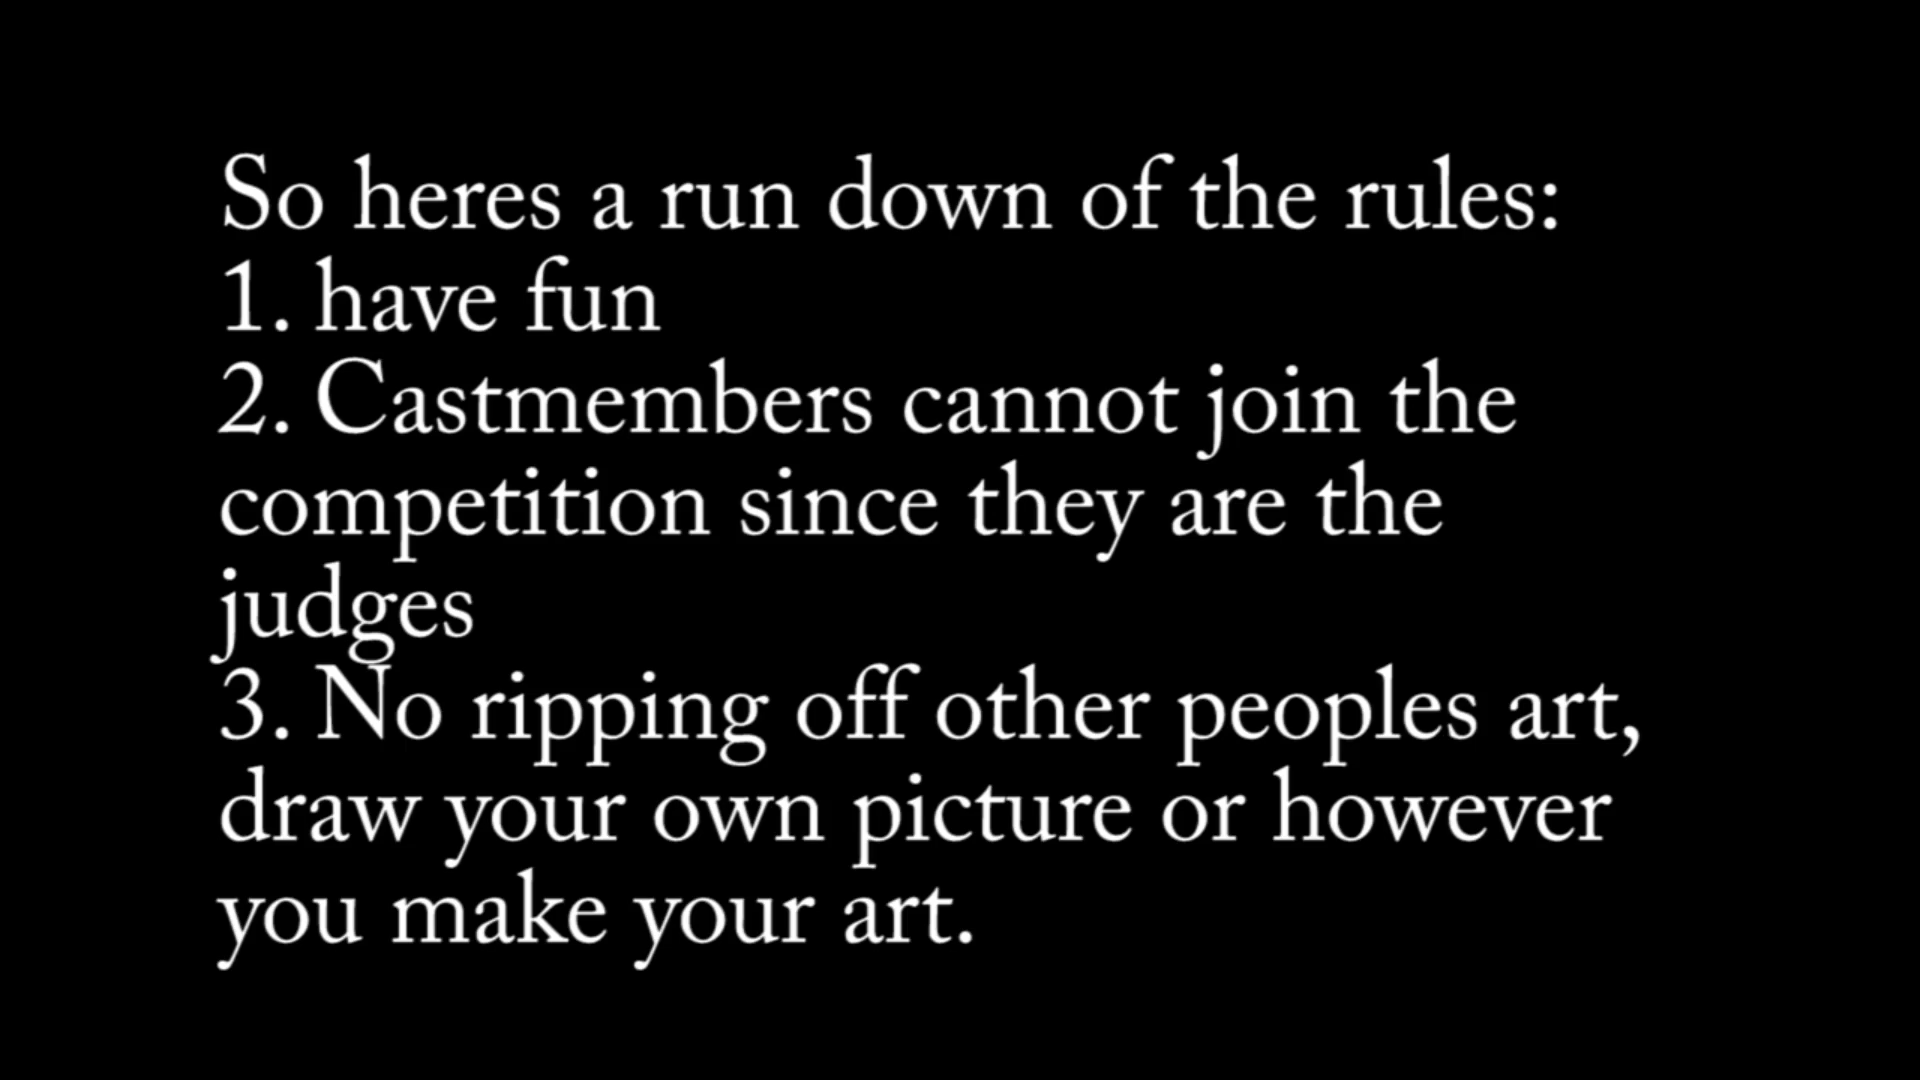 So heres a run down of the rules:
1. have fun
2. Castmembers cannot join the
competition since they are the
judges
3. No ripping off other peoples art,
draw your own picture or however
you make your art.